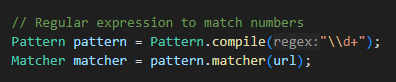 // Regular expression to match numbers
Pattern pattern = Pattern.compile(regex:"\\d+");
Matcher matcher = pattern.matcher(url);